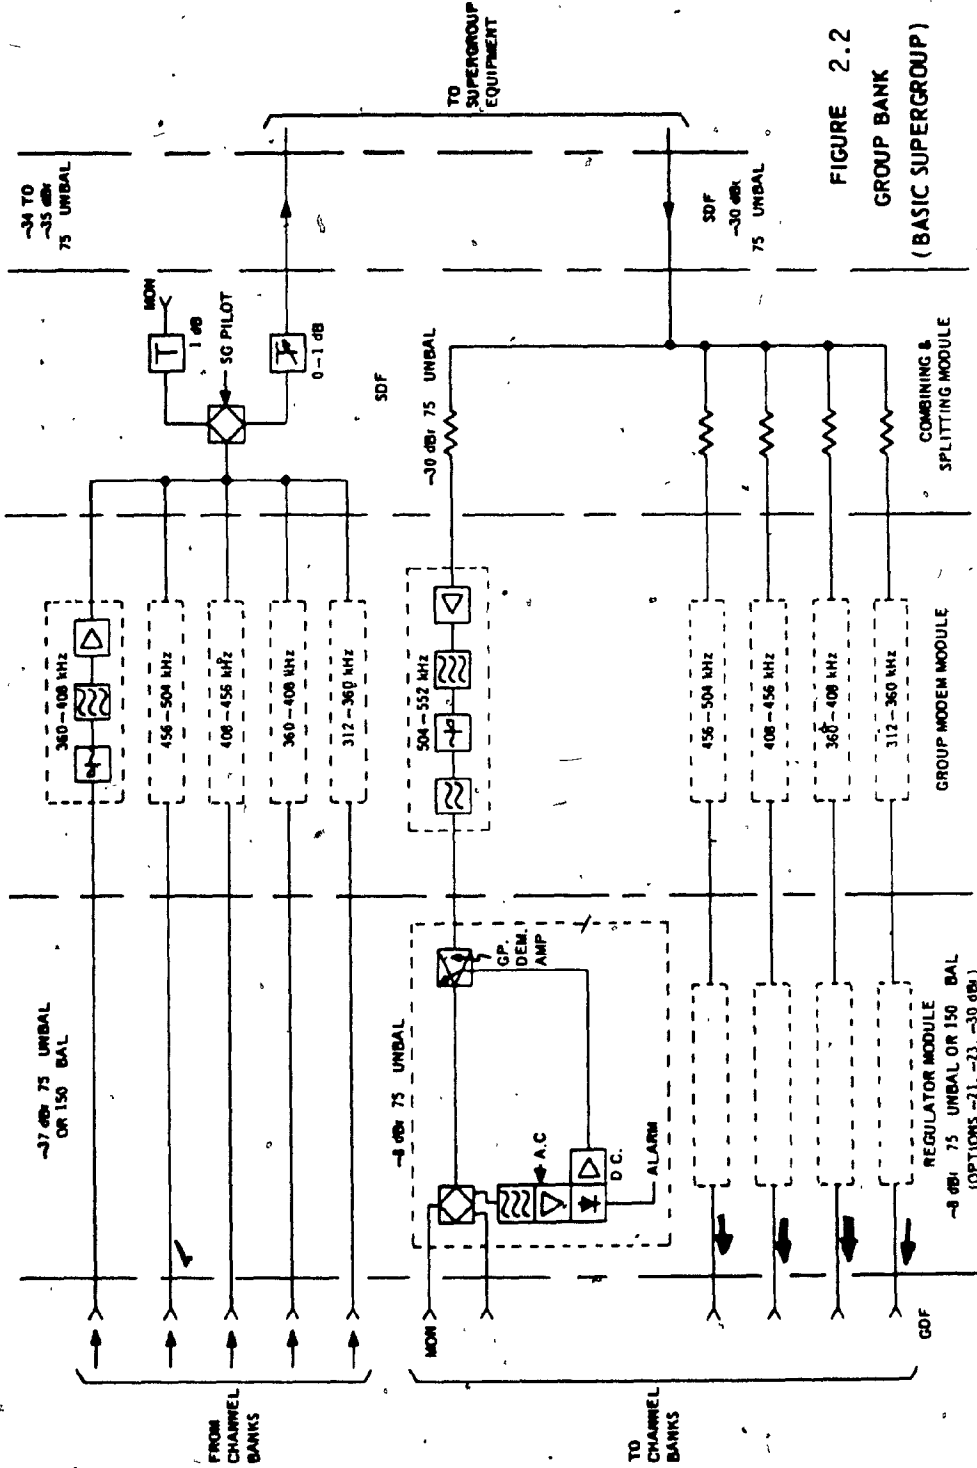 -34 TO
-35 dBr
75 UNBAL
TO
SUPERGROUP
EQUIPMENT
MON
1 dB
SG PILOT
0-1 dB
SDF
-30 dBr 75 UNBAL
SDF
-30 dBr
75 UNBAL
COMBINING &
SPLITTING MODULE
360-408 kHz
456-504 kHz
408-456 kHz
360-408 kHz
312-360 kHz
504-552 kHz
456-504 kHz
408-456 kHz
360-408 kHz
312-360 kHz
GROUP MODEM MODULE
-37 dBr 75 UNBAL
OR 150 BAL
-8 dBr 75 UNBAL
GP.
DEM.
AMP
A.C
D C.
ALARM
REGULATOR MODULE
-8 dBr 75 UNBAL OR 150 BAL
(OPTIONS -21, -23, -30 dBr)
MON
GDF
FROM
CHANNEL
BANKS
TO
CHANNEL
BANKS
FIGURE 2.2
GROUP BANK
(BASIC SUPERGROUP)